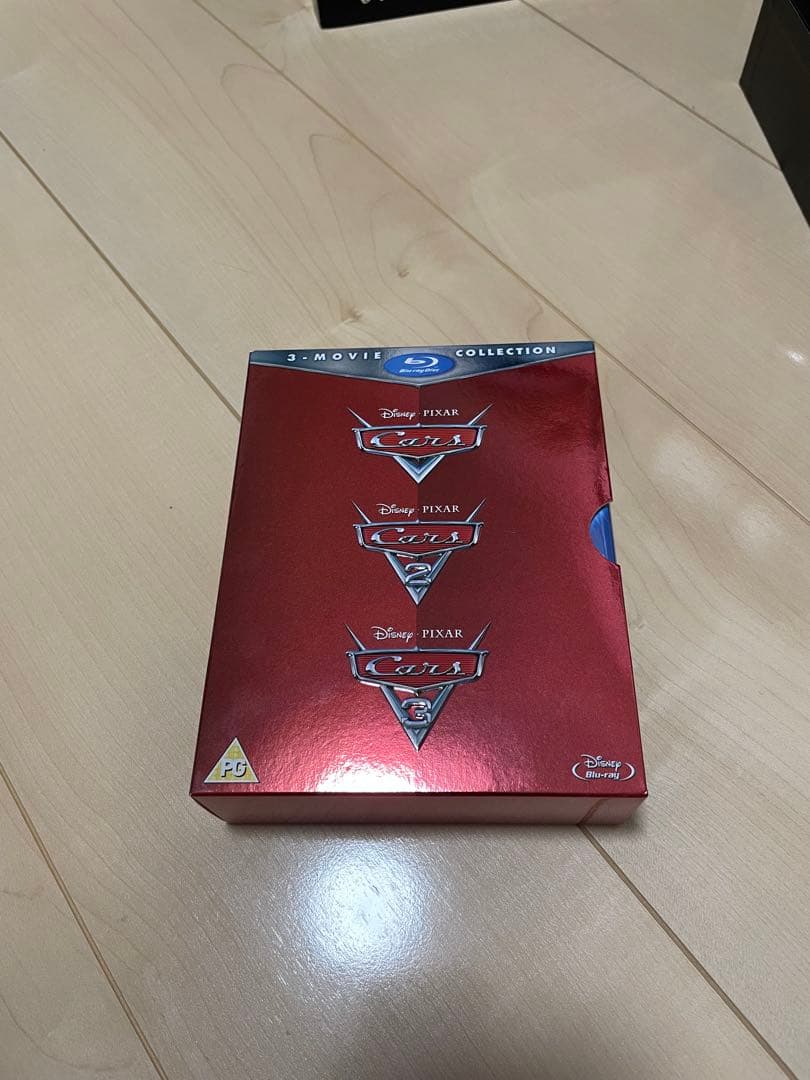 3-MOVIE Blu-ray Disc COLLECTION
Disney · PIXAR
Cars
Disney · PIXAR
Cars
2
Disney · PIXAR
Cars
3
PG
Disney
Blu-ray